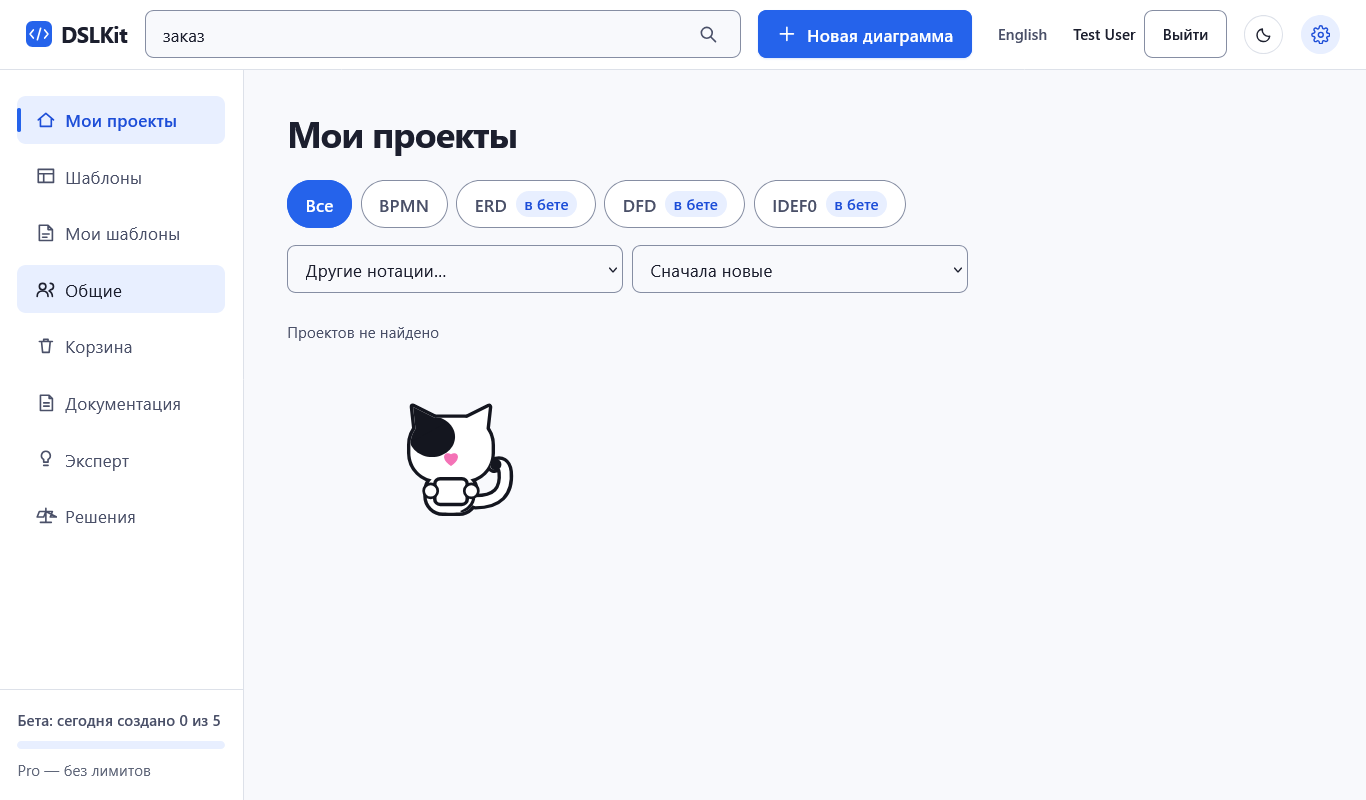 DSLKit
заказ
Новая диаграмма
English
Test User
Выйти
Мои проекты
Шаблоны
Мои шаблоны
Общие
Корзина
Документация
Эксперт
Решения
Бета: сегодня создано 0 из 5
Pro — без лимитов
Мои проекты
Все
BPMN
ERD в бете
DFD в бете
IDEF0 в бете
Другие нотации...
Сначала новые
Проектов не найдено